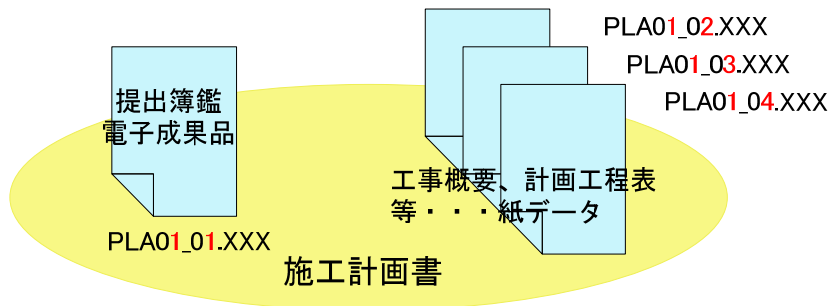 提出簿鑑
電子成果品
PLA01_01.XXX
PLA01_02.XXX
PLA01_03.XXX
PLA01_04.XXX
工事概要、計画工程表
等・・・紙データ
施工計画書